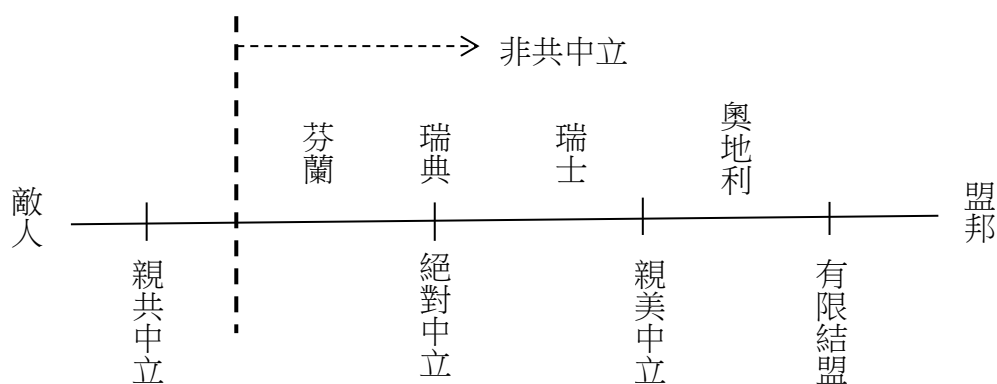 非共中立
芬蘭
瑞典
瑞士
奧地利
敵人
盟邦
親共中立
絕對中立
親美中立
有限結盟